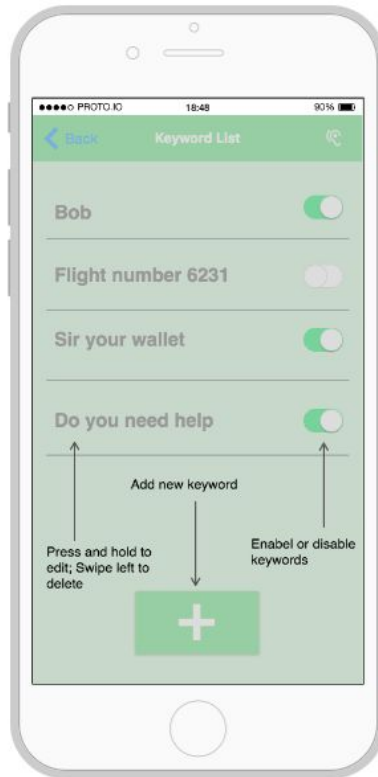 ●●●●○ PROTO.IO 18:48 90%
Back Keyword List
Bob
Flight number 6231
Sir your wallet
Do you need help
Add new keyword
Press and hold to
edit; Swipe left to
delete
Enabel or disable
keywords
+